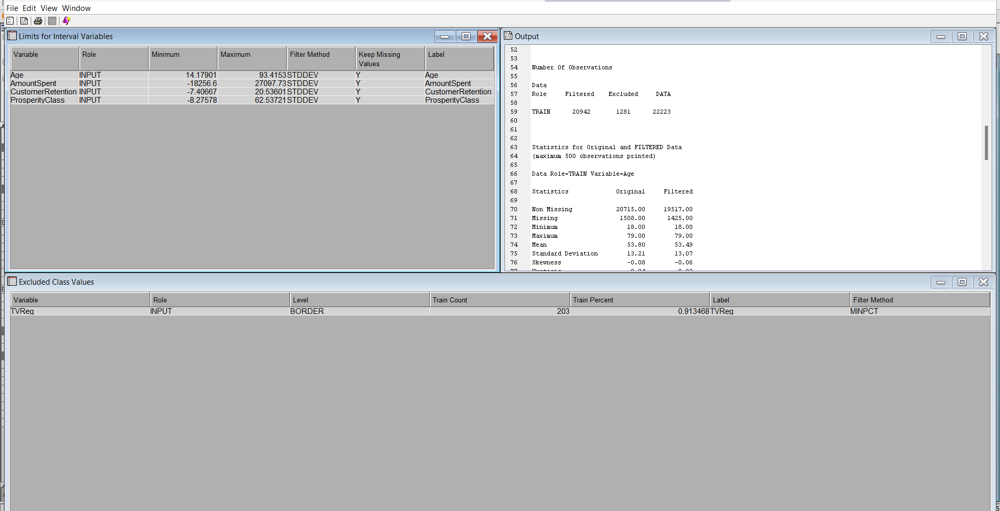 File Edit View Window
Limits for Interval Variables
Variable Role Minimum Maximum Filter Method Keep Missing Values Label
Age INPUT 14.17901 93.4153 STDDEV Y Age
AmountSpent INPUT -18256.6 27097.73 STDDEV Y AmountSpent
CustomerRetention INPUT -7.40667 20.53601 STDDEV Y CustomerRetention
ProsperityClass INPUT -8.27578 62.53721 STDDEV Y ProsperityClass
Output
52
53
54 Number Of Observations
55
56 Data
57 Role Filtered Excluded DATA
58
59 TRAIN 20942 1281 22223
60
61
62
63 Statistics for Original and FILTERED Data
64 (maximum 500 observations printed)
65
66 Data Role=TRAIN Variable=Age
67
68 Statistics Original Filtered
69
70 Non Missing 20715.00 19517.00
71 Missing 1508.00 1425.00
72 Minimum 18.00 18.00
73 Maximum 79.00 79.00
74 Mean 53.80 53.49
75 Standard Deviation 13.21 13.07
76 Skewness -0.08 -0.06
Excluded Class Values
Variable Role Level Train Count Train Percent Label Filter Method
TVReg INPUT BORDER 203 0.913468 TVReg MINPCT